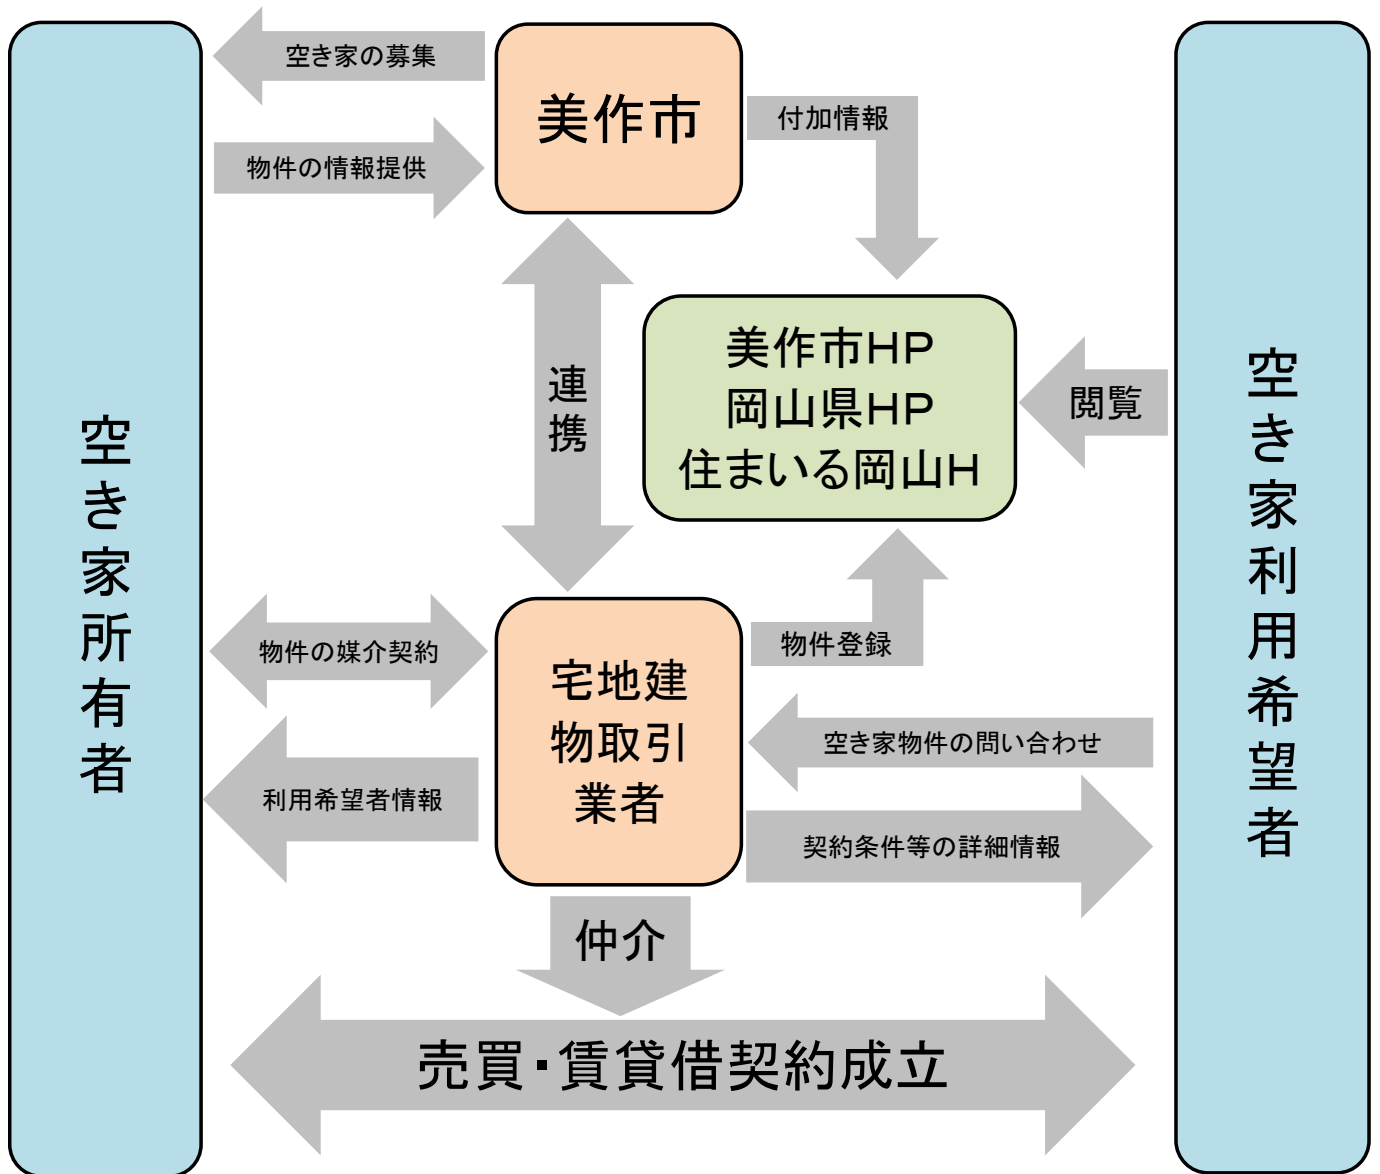 空き家の募集
美作市
付加情報
物件の情報提供
連携
美作市ＨＰ
岡山県ＨＰ
住まいる岡山Ｈ
閲覧
空き家所有者
空き家利用希望者
物件の媒介契約
宅地建
物取引
業者
物件登録
空き家物件の問い合わせ
利用希望者情報
契約条件等の詳細情報
仲介
売買・賃貸借契約成立